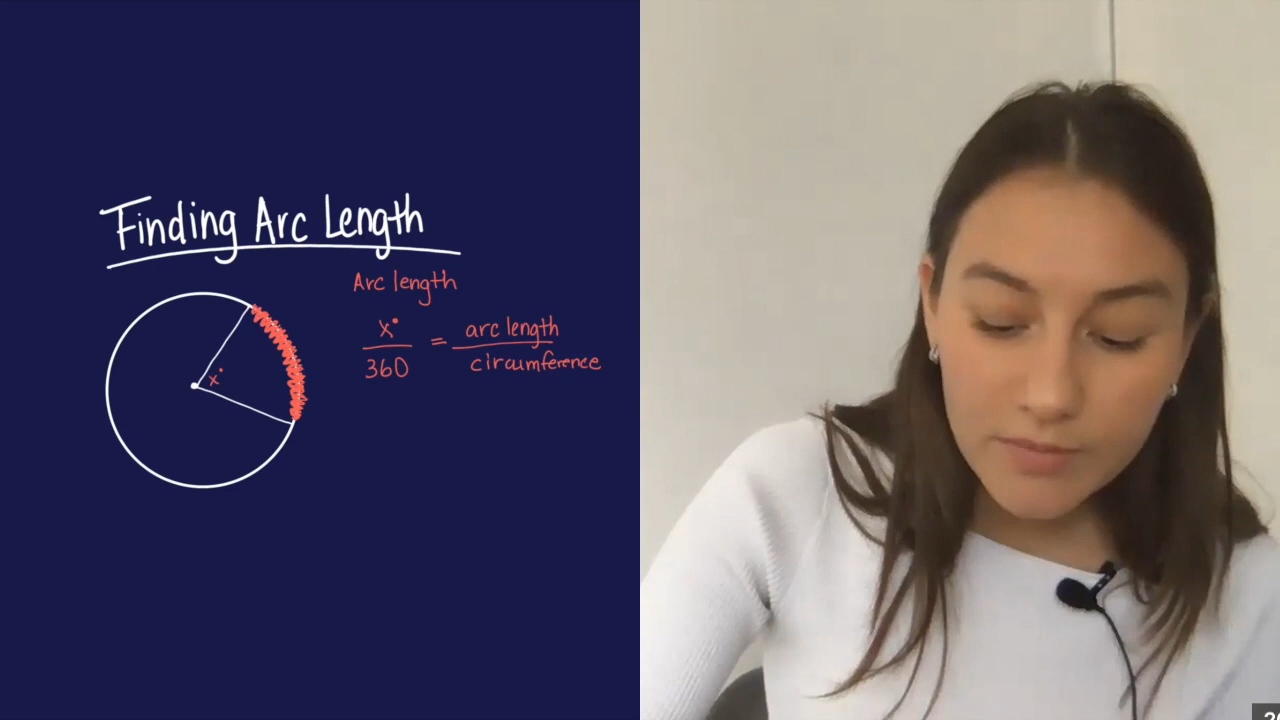 Finding Arc Length
Arc length
x° / 360 = arc length / circumference
x°